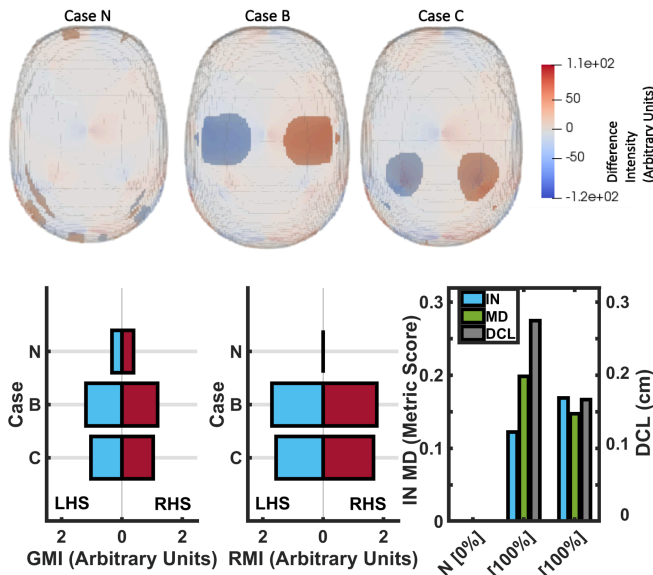 Case N
Case B
Case C
1.1e+02
50
0
-50
-1.2e+02
Difference
Intensity
(Arbitrary Units)
Case
N
B
C
LHS
RHS
2
0
2
GMI (Arbitrary Units)
Case
N
B
C
LHS
RHS
2
0
2
RMI (Arbitrary Units)
IN MD (Metric Score)
0.3
0.2
0.1
0
IN
MD
DCL
0.3
0.2
0.1
0
DCL (cm)
N [0%]
[100%]
[100%]